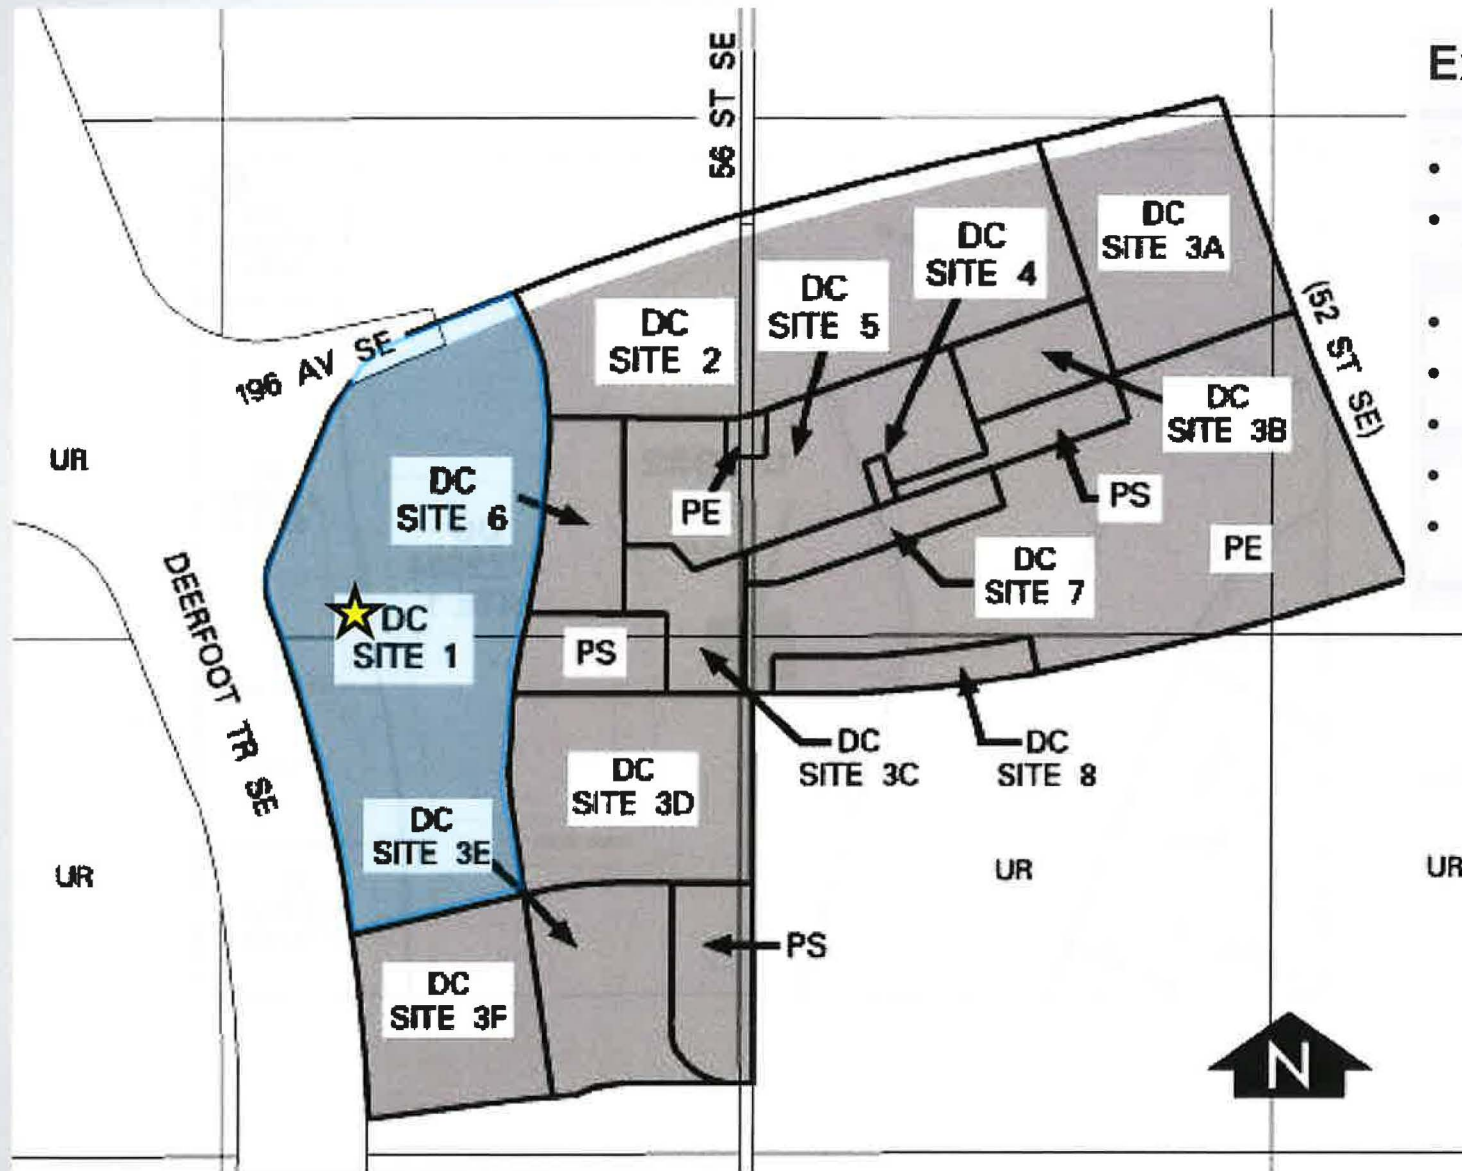 56 ST SE
Ex
DC
SITE 3A
DC
SITE 4
DC
SITE 5
DC
SITE 2
(52 ST SE)
196 AV SE
DC
SITE 3B
UR
DC
SITE 6
PE
PS
PE
DC
SITE 7
DEERFOOT TR SE
DC
SITE 1
PS
DC
SITE 3C
DC
SITE 8
DC
SITE 3D
DC
SITE 3E
UR
UR
UR
PS
DC
SITE 3F
N